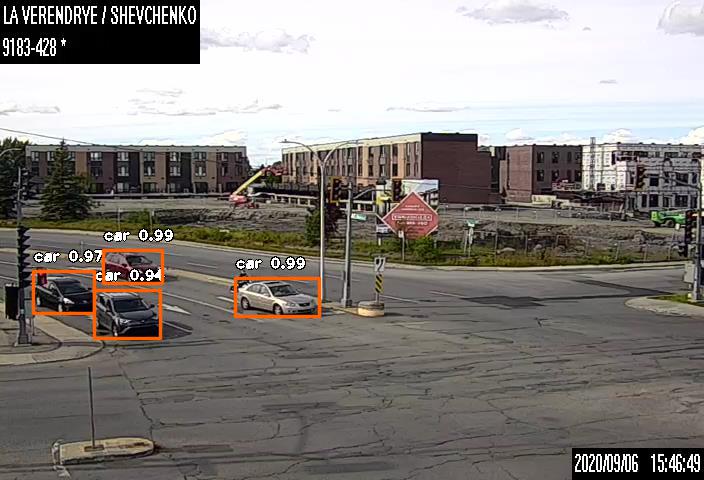 LA VERENDRYE / SHEVCHENKO
9183-428 *
car 0.99
car 0.97
car 0.94
car 0.99
2020/09/06 15:46:49